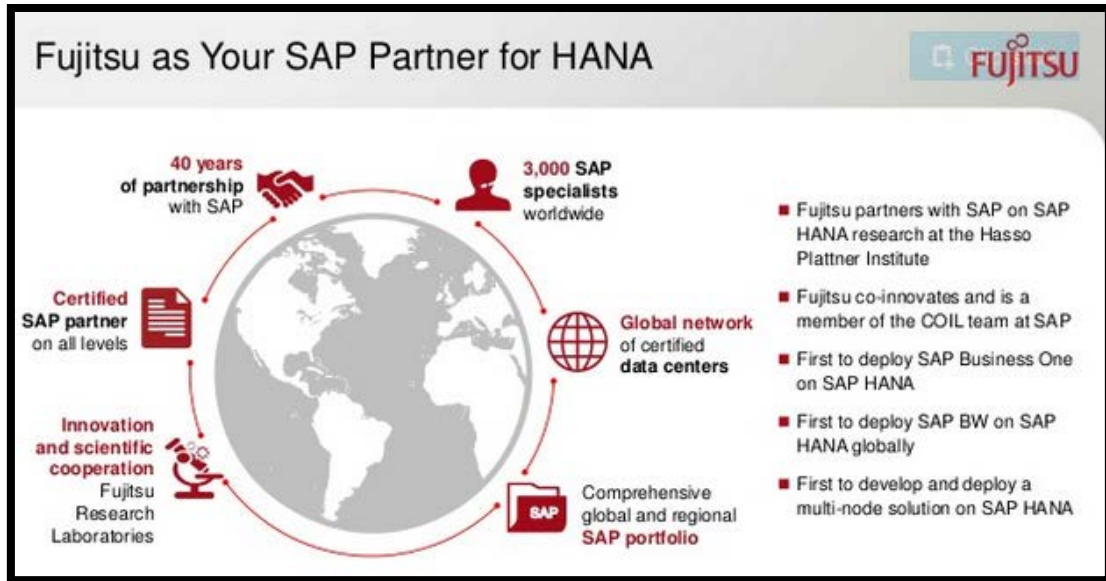 Fujitsu as Your SAP Partner for HANA
FUJITSU
40 years
of partnership
with SAP
3,000 SAP
specialists
worldwide
Certified
SAP partner
on all levels
Global network
of certified
data centers
Innovation
and scientific
cooperation
Fujitsu
Research
Laboratories
SAP
Comprehensive
global and regional
SAP portfolio
■ Fujitsu partners with SAP on SAP
HANA research at the Hasso
Plattner Institute
■ Fujitsu co-innovates and is a
member of the COIL team at SAP
■ First to deploy SAP Business One
on SAP HANA
■ First to deploy SAP BW on SAP
HANA globally
■ First to develop and deploy a
multi-node solution on SAP HANA